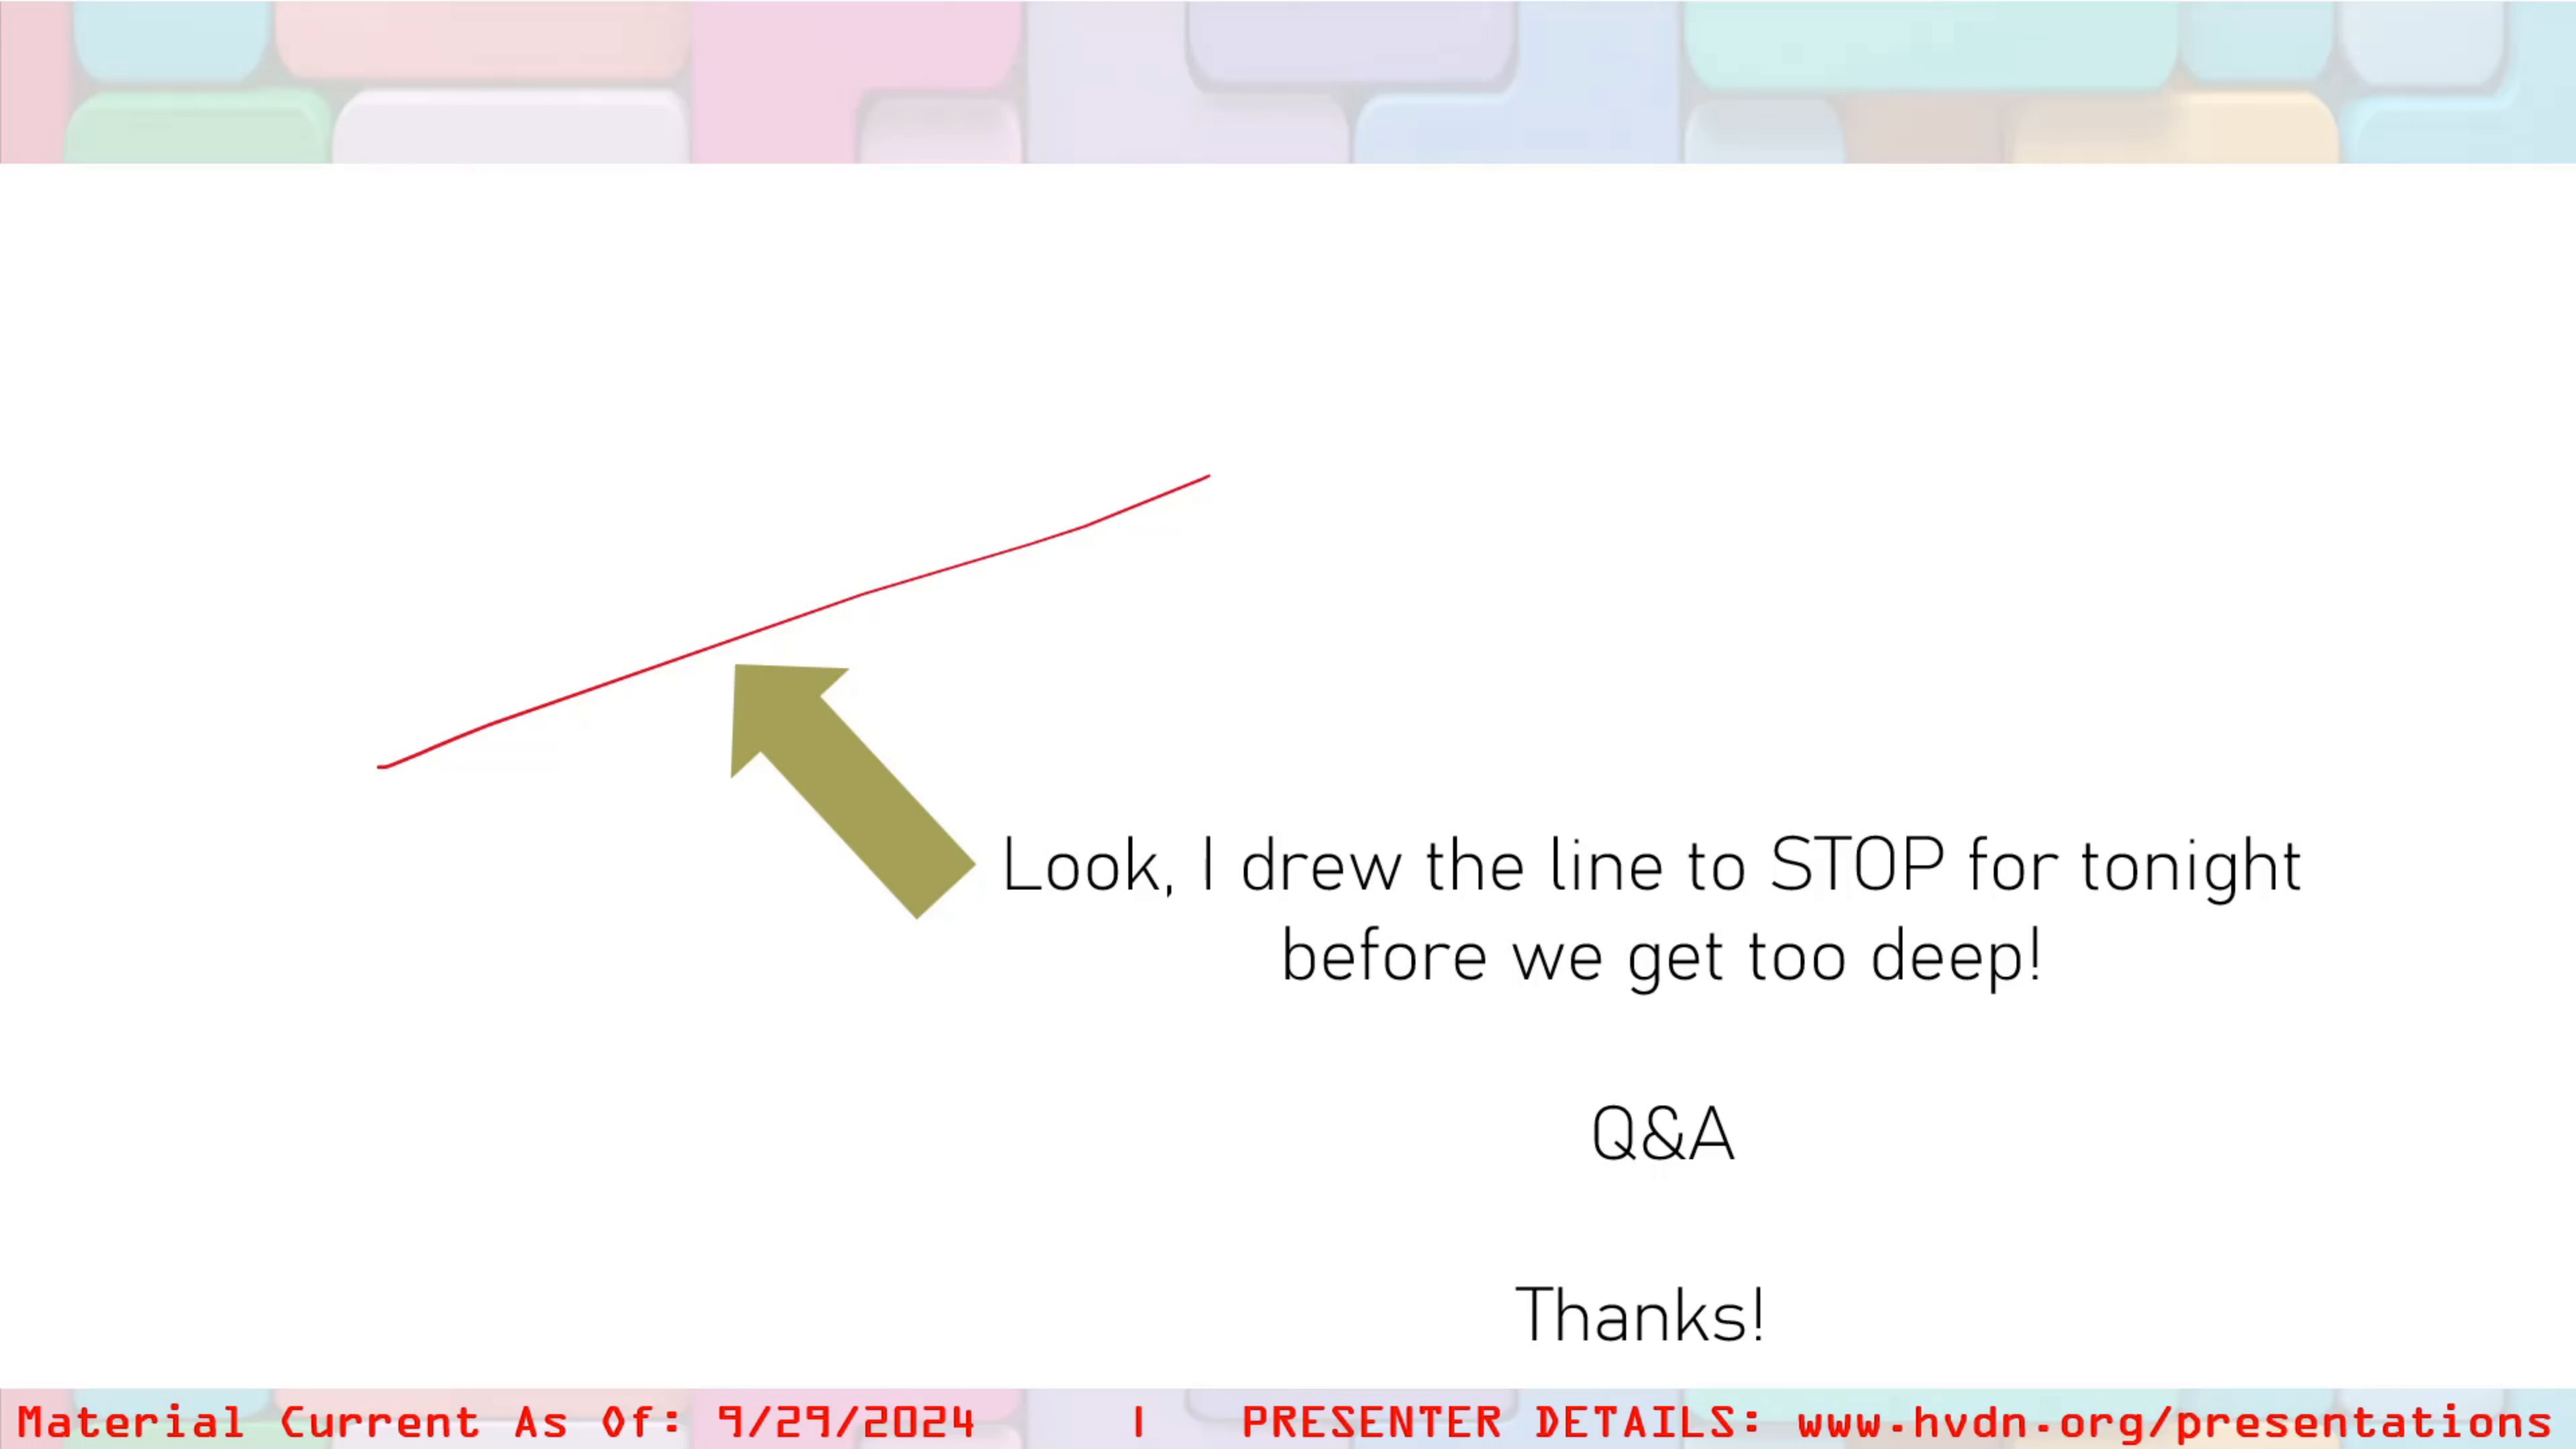 Look, I drew the line to STOP for tonight
before we get too deep!
Q&A
Thanks!
Material Current As Of: 9/29/2024 | PRESENTER DETAILS: www.hvdn.org/presentations